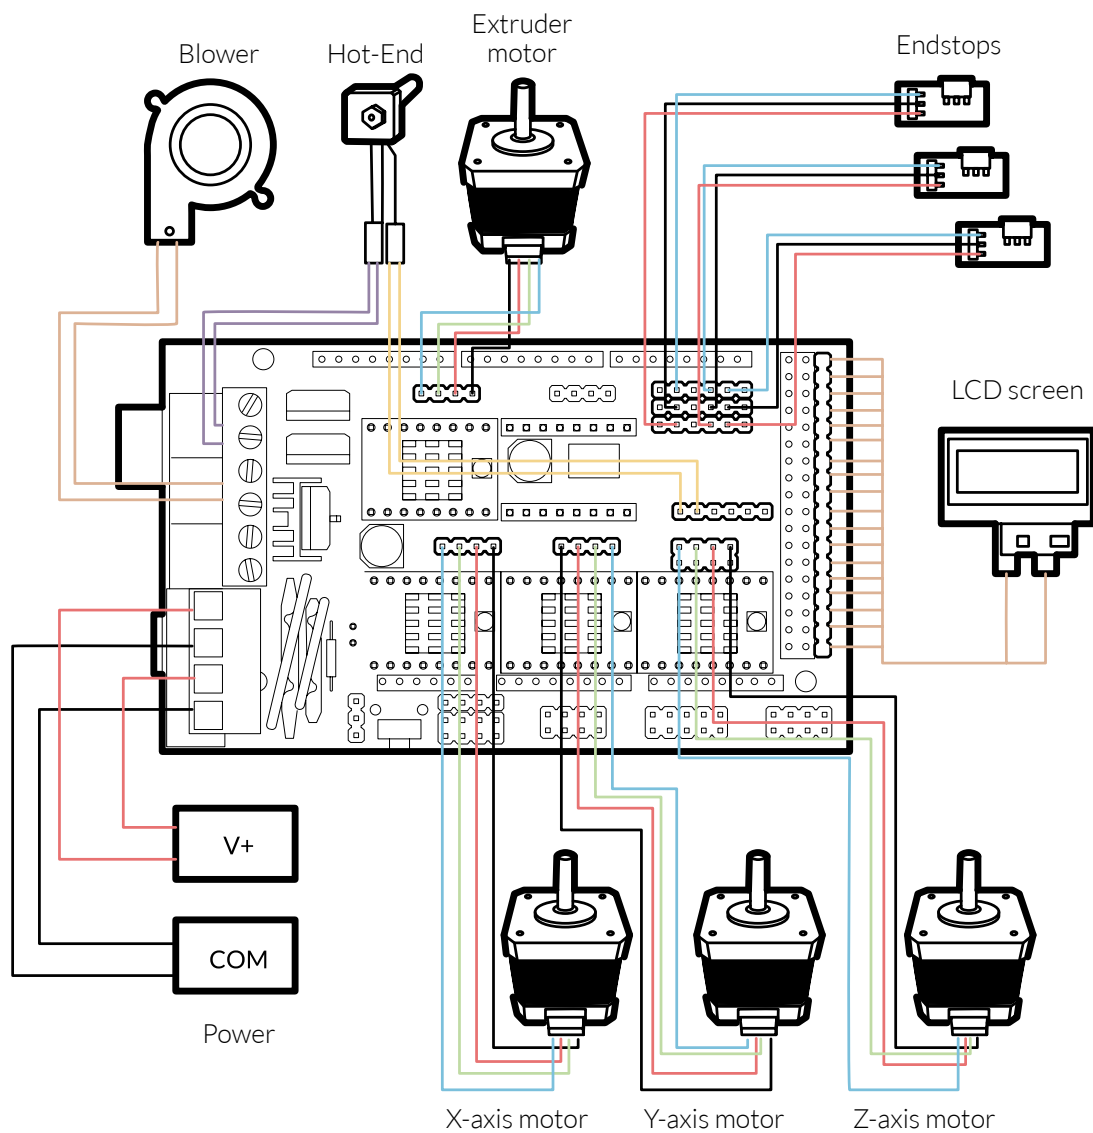 Blower
Hot-End
Extruder
motor
Endstops
LCD screen
V+
COM
Power
X-axis motor
Y-axis motor
Z-axis motor